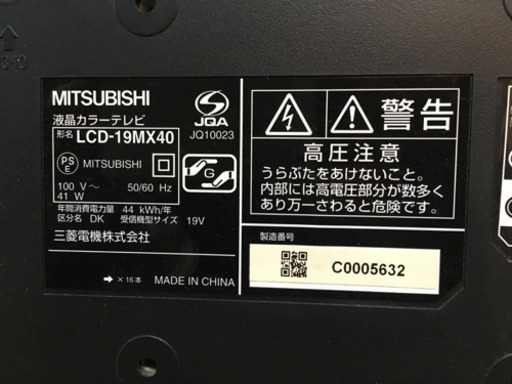 MITSUBISHI
液晶カラーテレビ
形名 LCD-19MX40
JQA
JQ10023
PS
E
MITSUBISHI
100 V～ 50/60 Hz
41 W
年間消費電力量 44 kWh/年
区分名 DK 受信機型サイズ 19V
三菱電機株式会社
→ ×16本
MADE IN CHINA
G
警告
高圧注意
うらぶたをあけないこと。
内部には高電圧部分が数多く
あり万一さわると危険です。
製造番号
C0005632